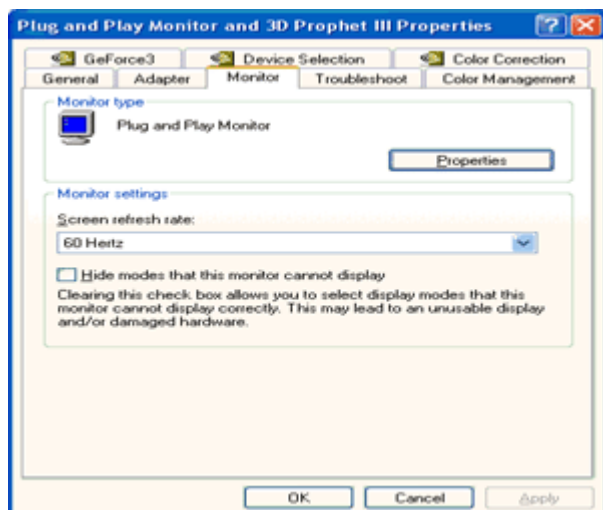 Plug and Play Monitor and 3D Prophet III Properties
GeForce3 Device Selection Color Correction
General Adapter Monitor Troubleshoot Color Management
Monitor type
Plug and Play Monitor
Properties
Monitor settings
Screen refresh rate:
60 Hertz
Hide modes that this monitor cannot display
Clearing this check box allows you to select display modes that this
monitor cannot display correctly. This may lead to an unusable display
and/or damaged hardware.
OK Cancel Apply